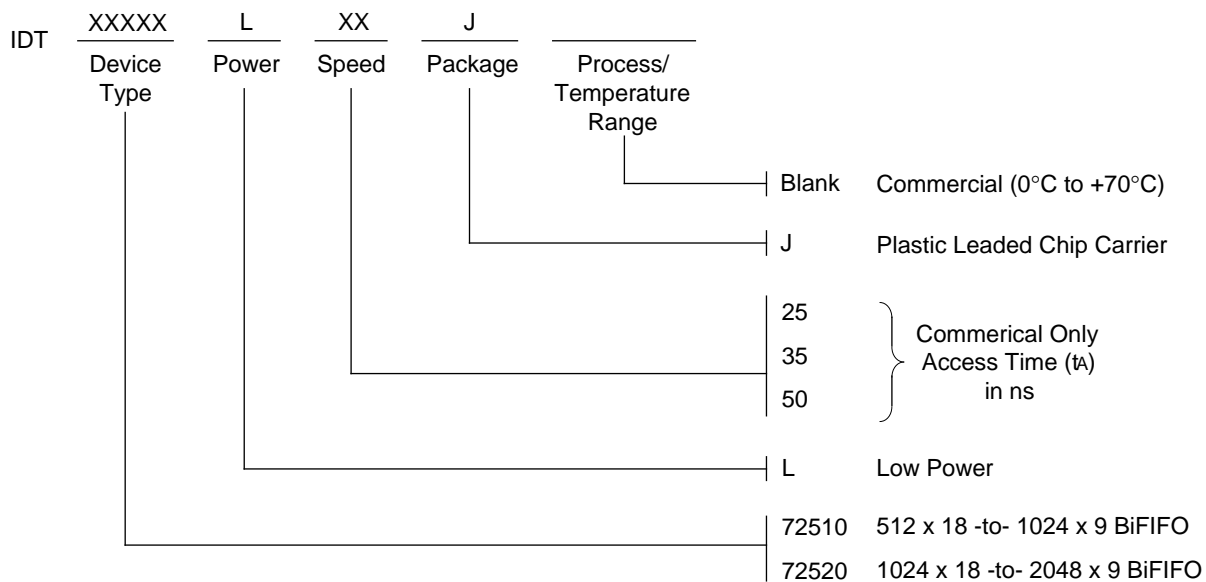 IDT XXXXX L XX J
Device Type
Power
Speed
Package
Process/
Temperature
Range
Blank Commercial (0°C to +70°C)
J Plastic Leaded Chip Carrier
25
35
50
Commerical Only
Access Time (tA)
in ns
L Low Power
72510 512 x 18 -to- 1024 x 9 BiFIFO
72520 1024 x 18 -to- 2048 x 9 BiFIFO